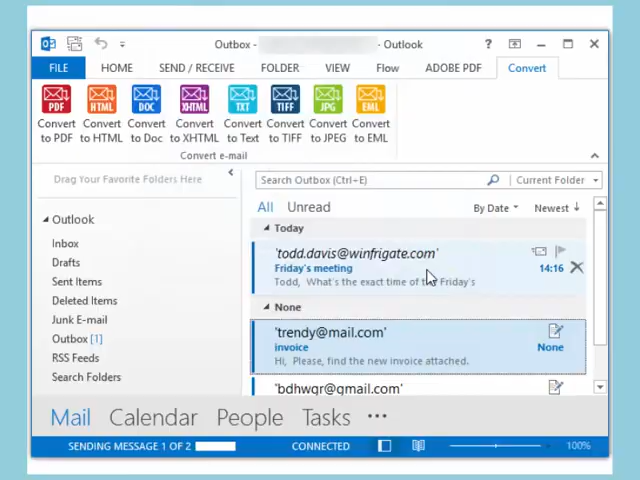 Outbox - - Outlook
?
FILE HOME SEND / RECEIVE FOLDER VIEW Flow ADOBE PDF Convert
PDF HTML DOC XHTML TXT TIFF JPG EML
Convert to PDF
Convert to HTML
Convert to Doc
Convert to XHTML
Convert to Text
Convert to TIFF
Convert to JPEG
Convert to EML
Convert e-mail
Drag Your Favorite Folders Here
Outlook
Inbox
Drafts
Sent Items
Deleted Items
Junk E-mail
Outbox [1]
RSS Feeds
Search Folders
Search Outbox (Ctrl+E) Current Folder
All Unread By Date Newest
Today
'todd.davis@winfrigate.com'
Friday's meeting 14:16
Todd, What's the exact time of the Friday's
None
'trendy@mail.com'
invoice None
Hi, Please, find the new invoice attached.
'bdhwgr@gmail.com'
Mail Calendar People Tasks ···
SENDING MESSAGE 1 OF 2 CONNECTED 100%